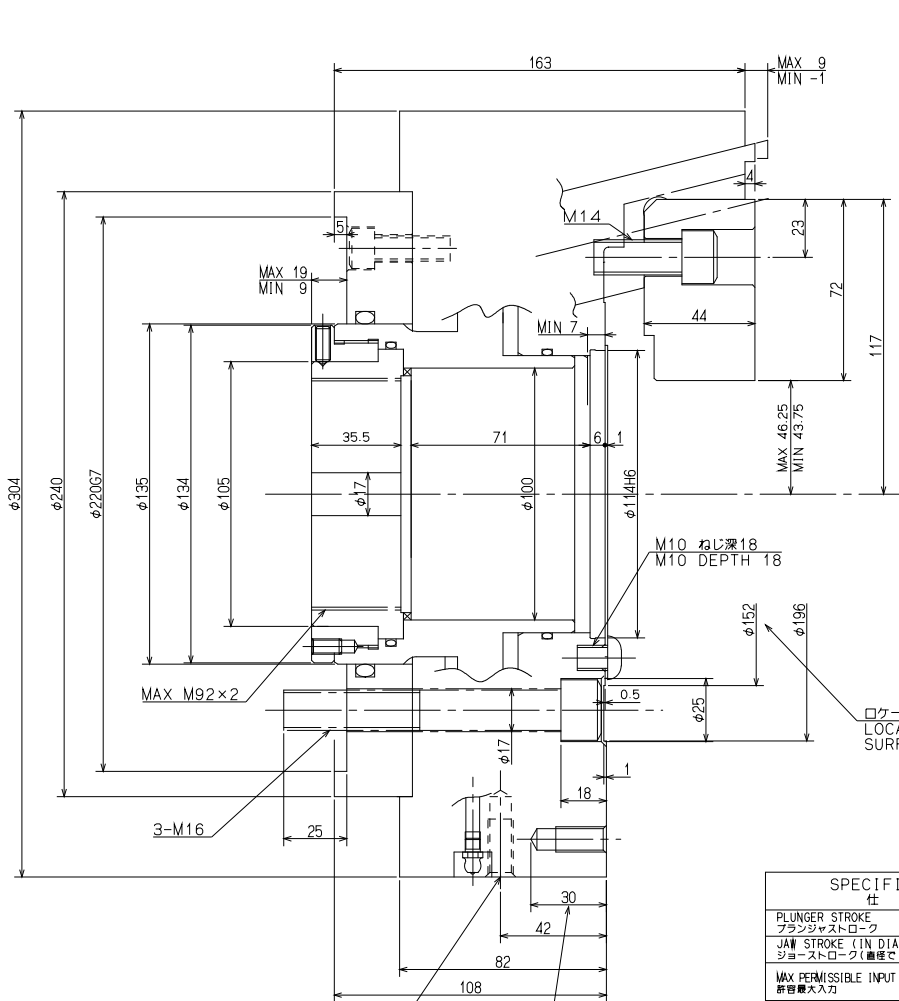 163
MAX 9
MIN -1
4
M14
23
5
MAX 19
MIN 9
72
44
MIN 7
117
MAX 46.25
MIN 43.75
35.5
71
6
1
φ304
φ240
φ220G7
φ135
φ134
φ105
φ17
φ100
φ114H6
M10 ねじ深18
M10 DEPTH 18
φ152
φ196
MAX M92×2
0.5
φ25
φ17
ロケー
LOCA
SURF
1
18
3-M16
25
30
42
82
108
SPECIFI
仕
PLUNGER STROKE
プランジャストローク
JAW STROKE (IN DIA
ジョーストローク(直径で
MAX PERMISSIBLE INPUT
許容最大入力